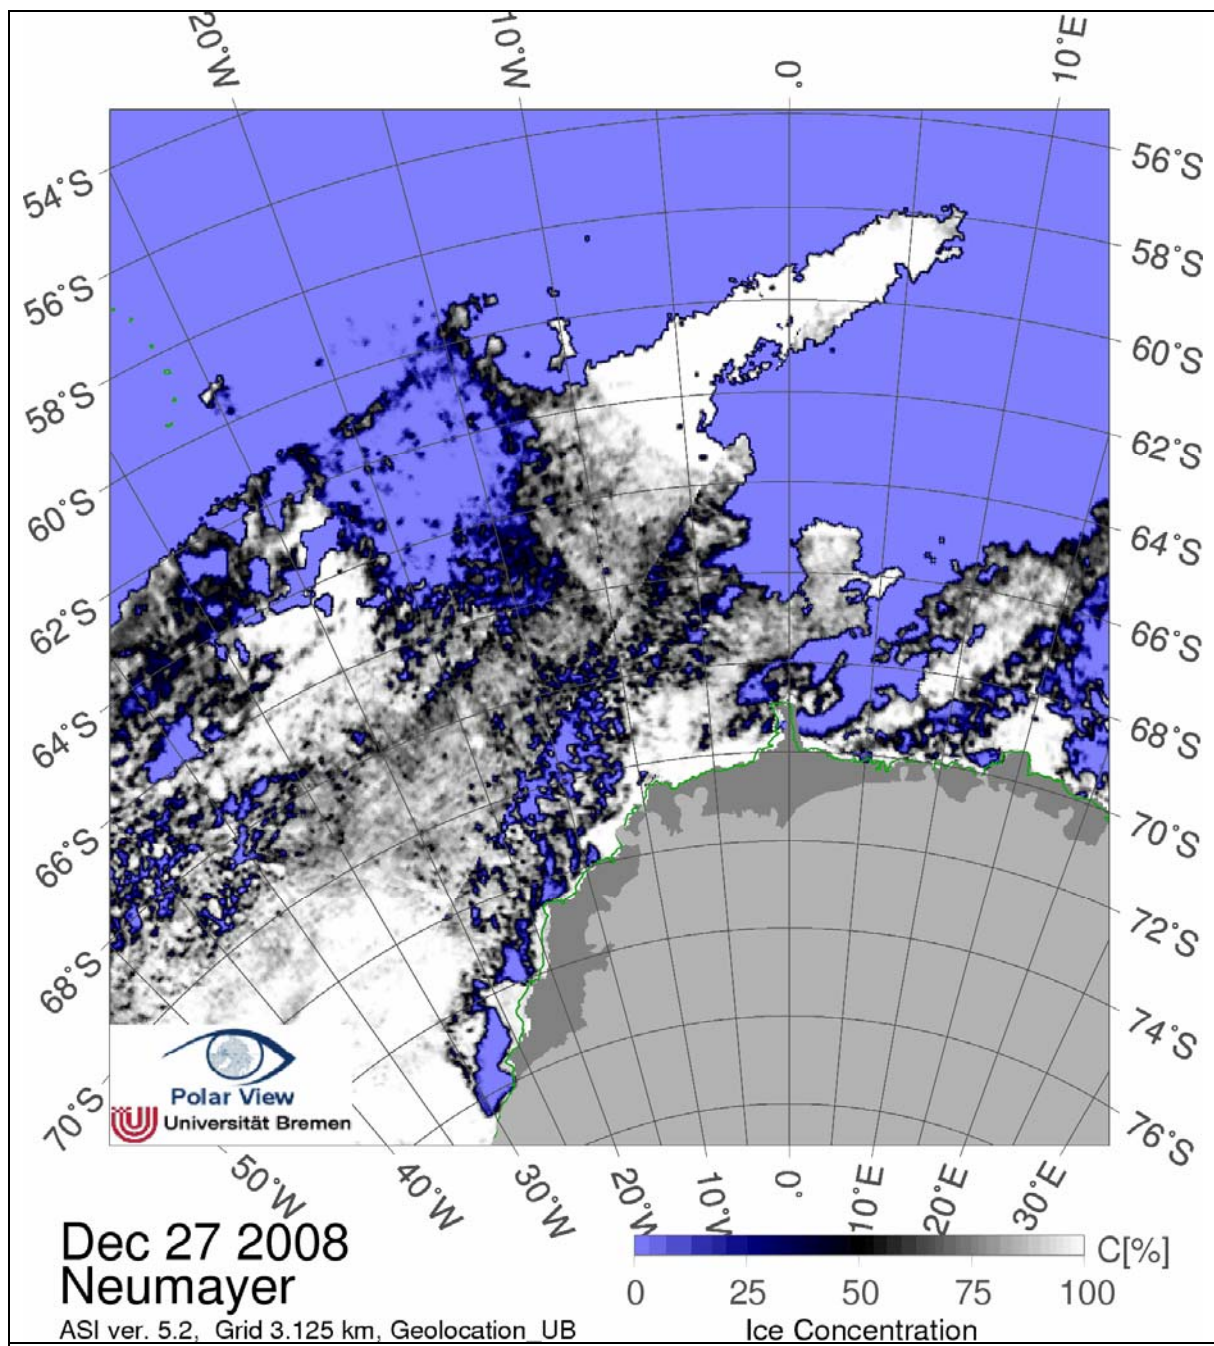 20°W
10°W
0°
10°E
54°S
56°S
58°S
60°S
62°S
64°S
66°S
68°S
70°S
56°S
58°S
60°S
62°S
64°S
66°S
68°S
70°S
72°S
74°S
76°S
Polar View
Universität Bremen
50°W
40°W
30°W
20°W
10°W
0°
10°E
20°E
30°E
Dec 27 2008
Neumayer
ASI ver. 5.2, Grid 3.125 km, Geolocation_UB
C[%]
0 25 50 75 100
Ice Concentration